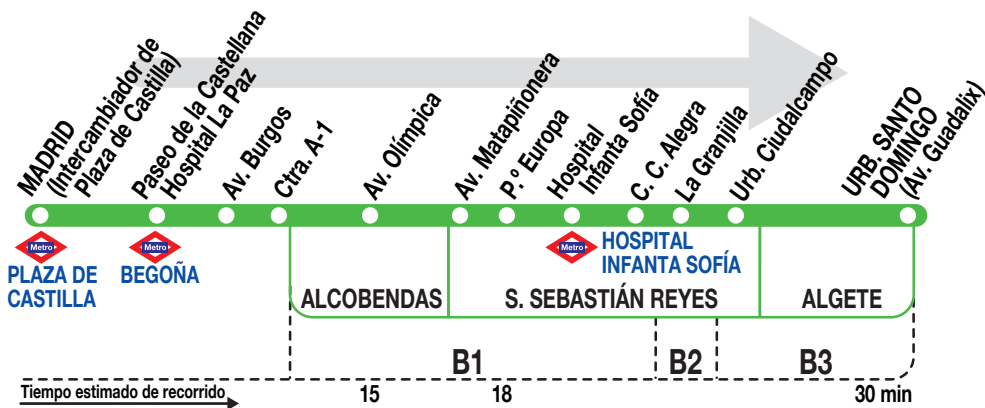 MADRID
(Intercambiador de
Plaza de Castilla)
Paseo de la Castellana
Hospital La Paz
Av. Burgos
Ctra. A-1
Av. Olímpica
Av. Matapiñonera
P.º Europa
Hospital
Infanta Sofía
C. C. Alegra
La Granjilla
Urb. Ciudalcampo
URB. SANTO
DOMINGO
(Av. Guadalix)
Metro
PLAZA DE
CASTILLA
Metro
BEGOÑA
Metro
HOSPITAL
INFANTA SOFÍA
ALCOBENDAS
S. SEBASTIÁN REYES
ALGETE
B1
B2
B3
Tiempo estimado de recorrido
15
18
30 min